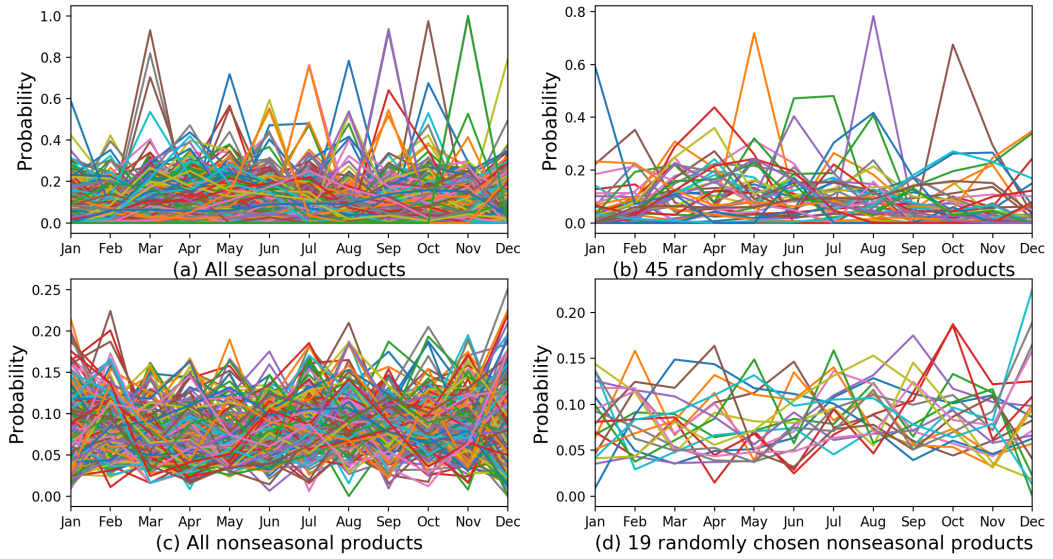 1.0
0.8
0.6
0.4
0.2
0.0
Probability
Jan Feb Mar Apr May Jun Jul Aug Sep Oct Nov Dec
(a) All seasonal products
0.8
0.6
0.4
0.2
0.0
Probability
Jan Feb Mar Apr May Jun Jul Aug Sep Oct Nov Dec
(b) 45 randomly chosen seasonal products
0.25
0.20
0.15
0.10
0.05
0.00
Probability
Jan Feb Mar Apr May Jun Jul Aug Sep Oct Nov Dec
(c) All nonseasonal products
0.20
0.15
0.10
0.05
0.00
Probability
Jan Feb Mar Apr May Jun Jul Aug Sep Oct Nov Dec
(d) 19 randomly chosen nonseasonal products